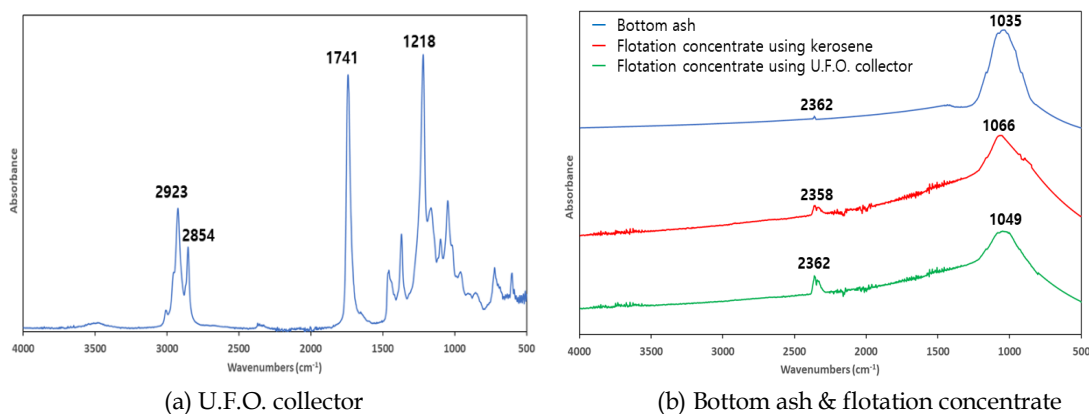 1741
1218
2923
2854
Absorbance
4000 3500 3000 2500 2000 1500 1000 500
Wavenumbers (cm⁻¹)
(a) U.F.O. collector
Bottom ash
Flotation concentrate using kerosene
Flotation concentrate using U.F.O. collector
1035
2362
1066
2358
1049
2362
Absorbance
4000 3500 3000 2500 2000 1500 1000 500
Wavenumbers (cm⁻¹)
(b) Bottom ash & flotation concentrate